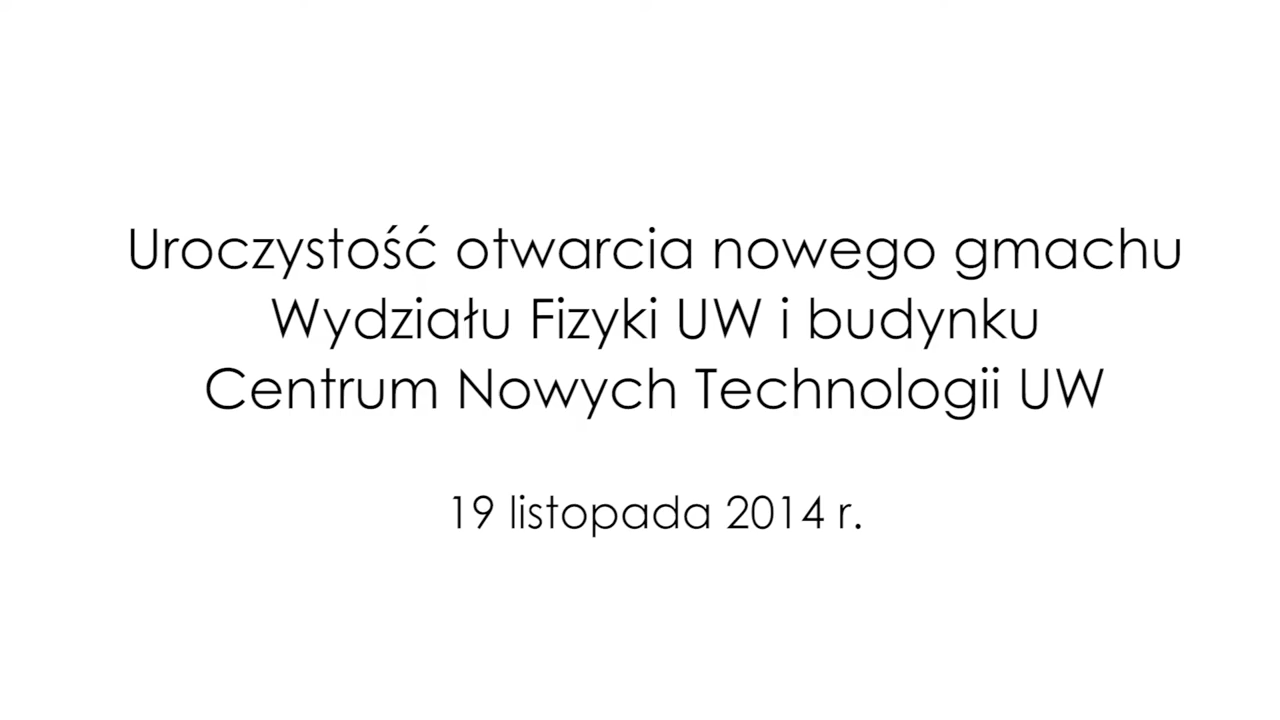 Uroczystość otwarcia nowego gmachu
Wydziału Fizyki UW i budynku
Centrum Nowych Technologii UW
19 listopada 2014 r.